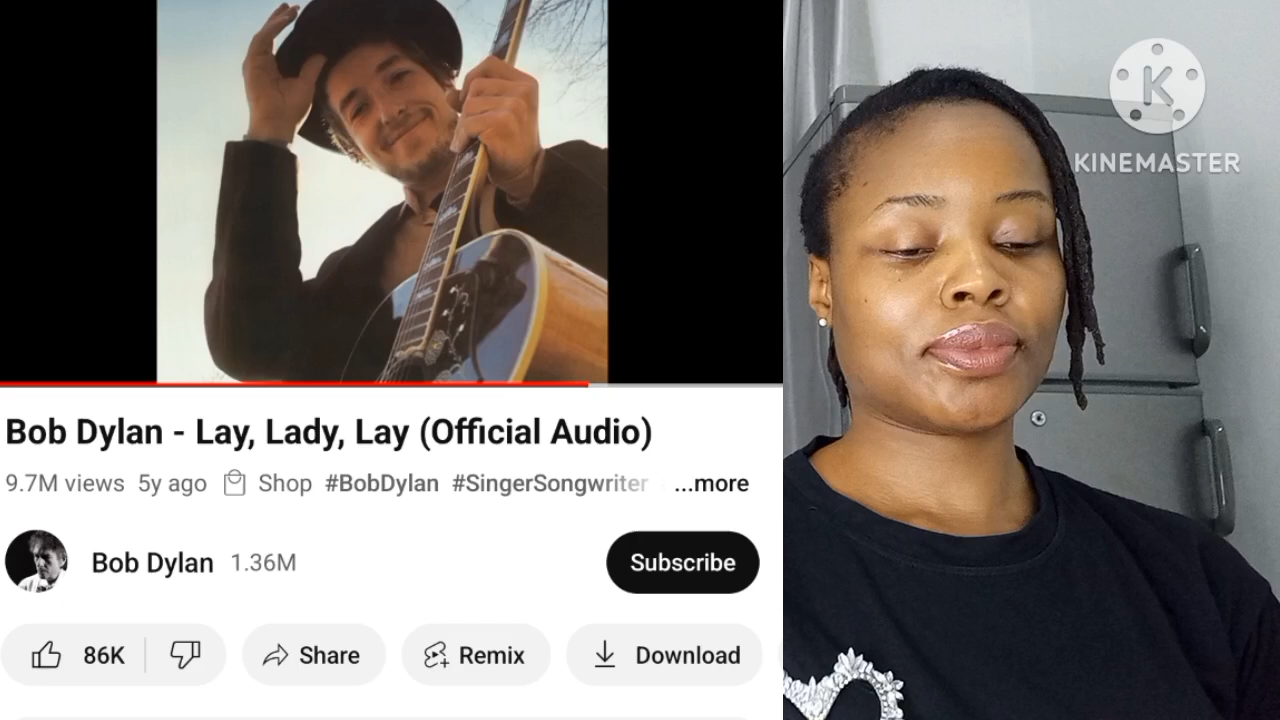 Bob Dylan - Lay, Lady, Lay (Official Audio)
9.7M views 5y ago Shop #BobDylan #SingerSongwriter ...more
Bob Dylan 1.36M
Subscribe
86K Share Remix Download
K
KINEMASTER